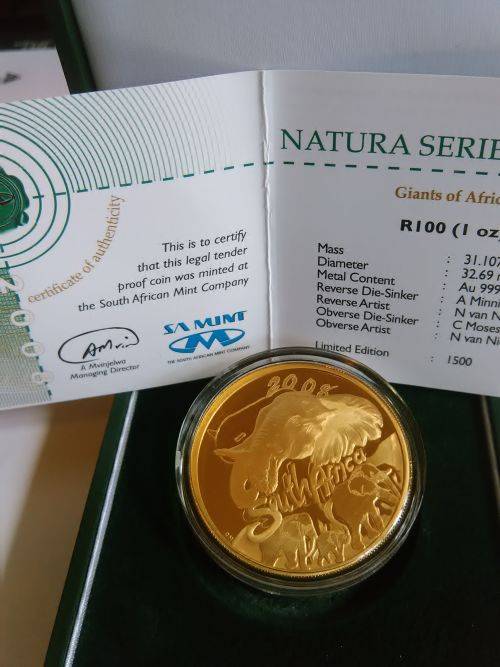 certificate of authenticity
This is to certify
that this legal tender
proof coin was minted at
the South African Mint Company
A Mvinjelwa
Managing Director
SA MINT
THE SOUTH AFRICAN MINT COMPANY
NATURA SERIE
Giants of Afric
R100 (1 oz)
Mass : 31.107
Diameter : 32.69
Metal Content : Au 999
Reverse Die-Sinker : A Minn
Reverse Artist : N van N
Obverse Die-Sinker : C Moses
Obverse Artist : N van Ni
Limited Edition : 1500
2008
South Africa